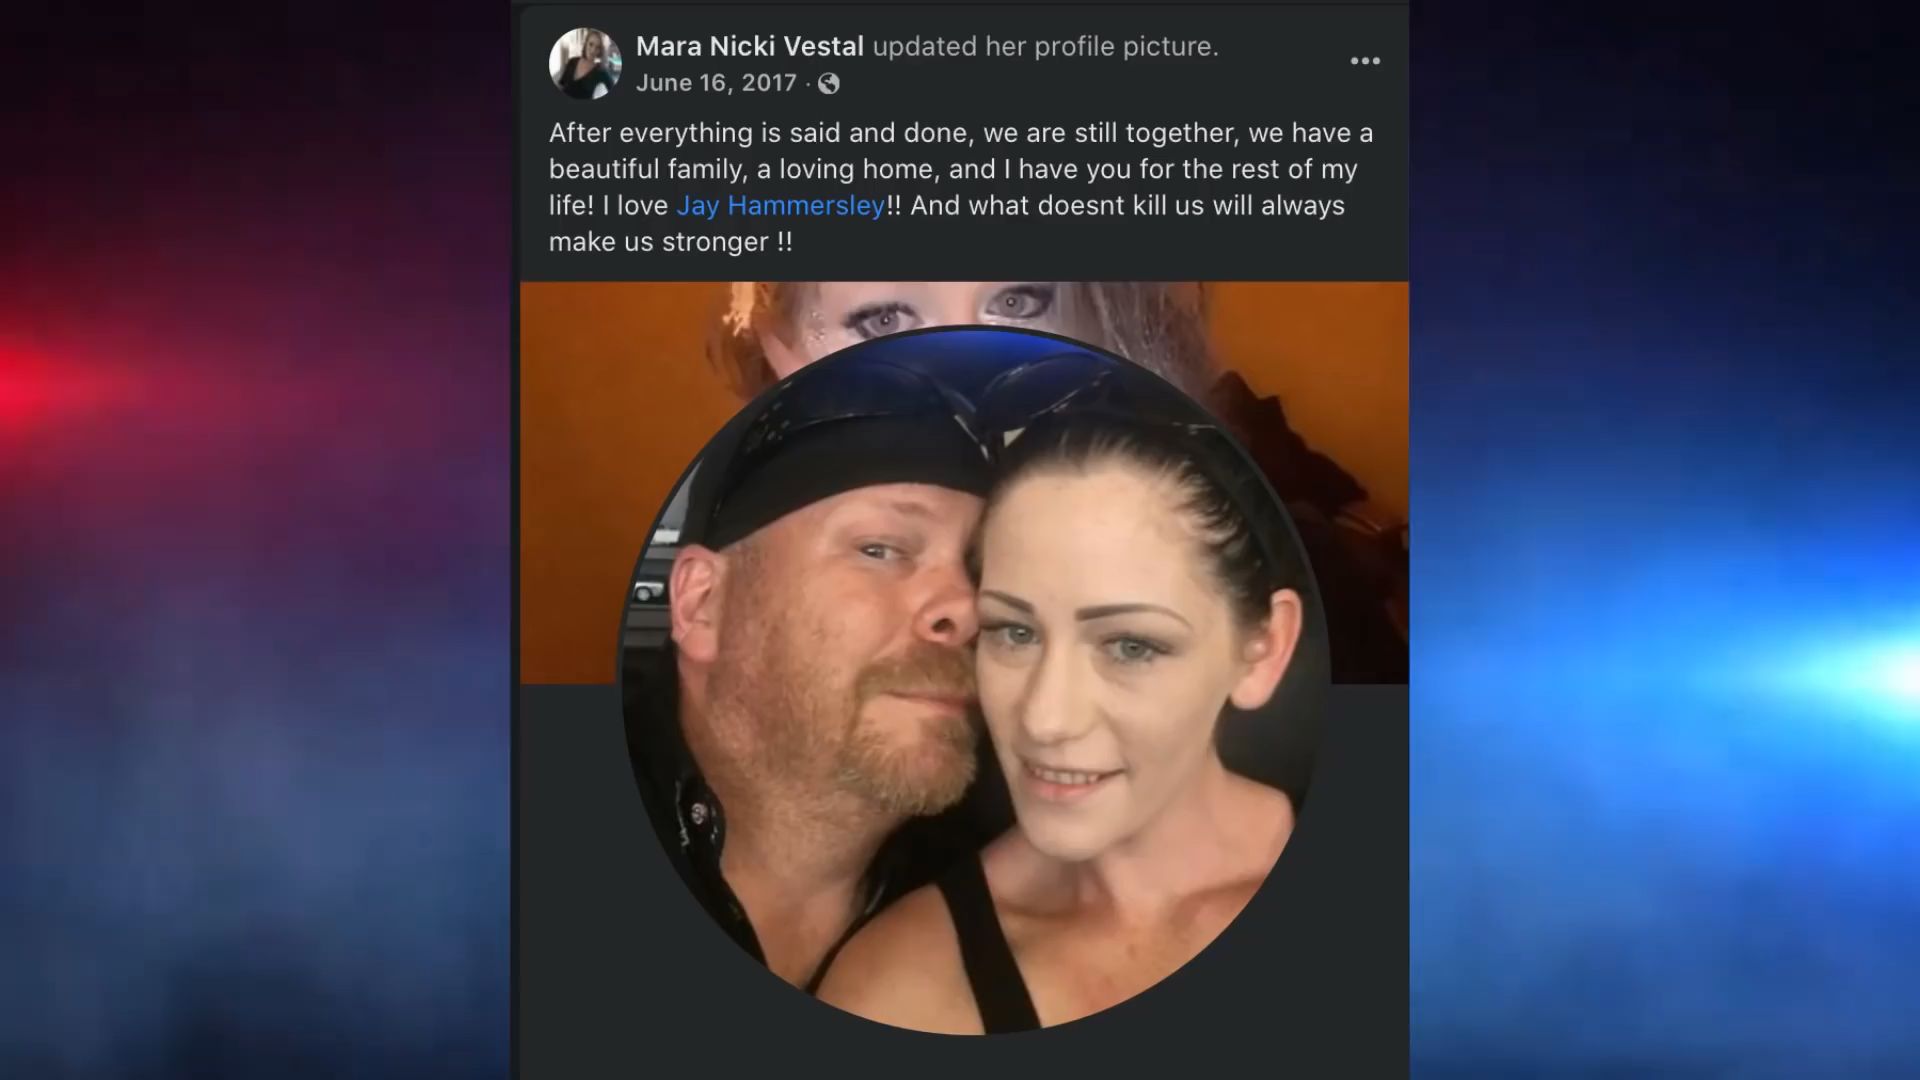 Mara Nicki Vestal updated her profile picture.
June 16, 2017 ·
After everything is said and done, we are still together, we have a
beautiful family, a loving home, and I have you for the rest of my
life! I love Jay Hammersley!! And what doesnt kill us will always
make us stronger !!